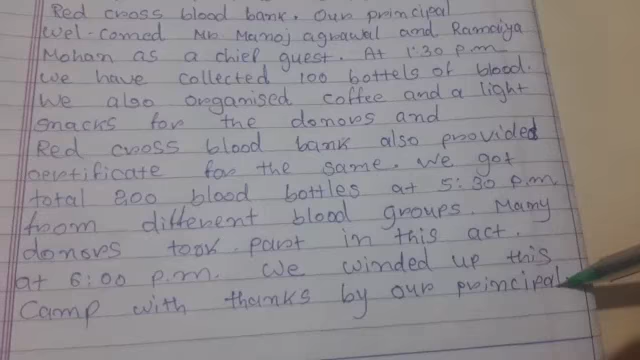 Red cross blood bank. Our principal
Wel-comed Mr. Manoj agrawal and Ramaiya
Mohan as a chief guest. At 1:30 p.m
We have collected 100 bottels of blood.
We also organised coffee and a light
snacks for the donors and
Red cross blood bank also provided
certificate for the same. We got
total 200 blood bottles at 5:30 p.m.
from different blood groups. Many
donors took part in this act.
at 6:00 p.m. We winded up this
Camp with thanks by our principal.